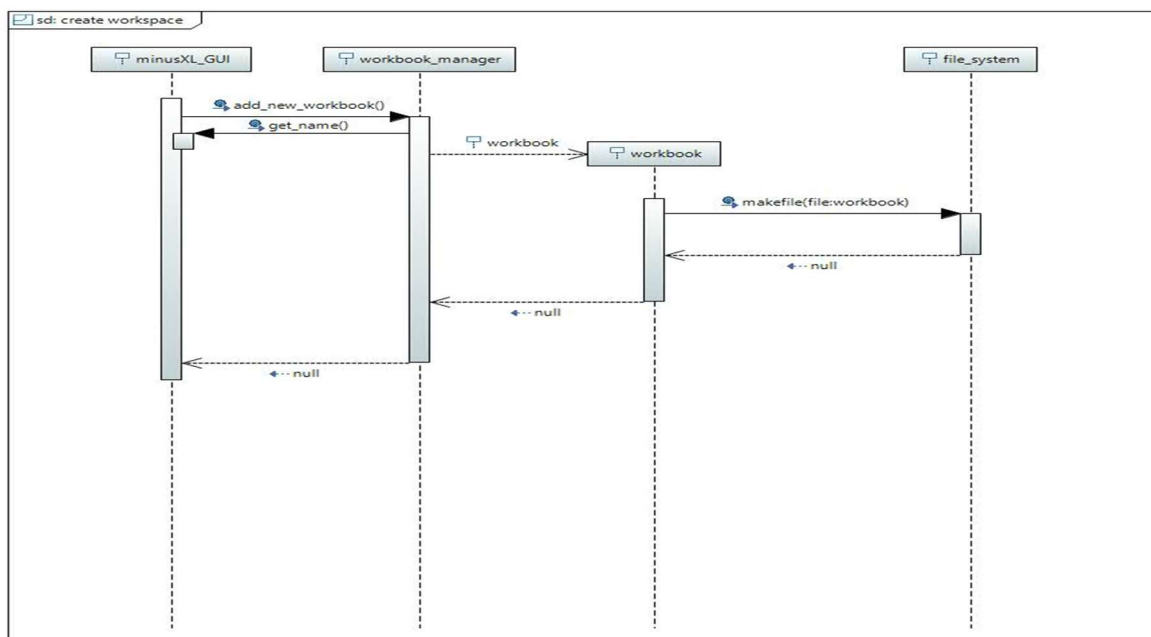 sd: create workspace
minusXL_GUI
workbook_manager
file_system
add_new_workbook()
get_name()
workbook
workbook
makefile(file:workbook)
null
null
null